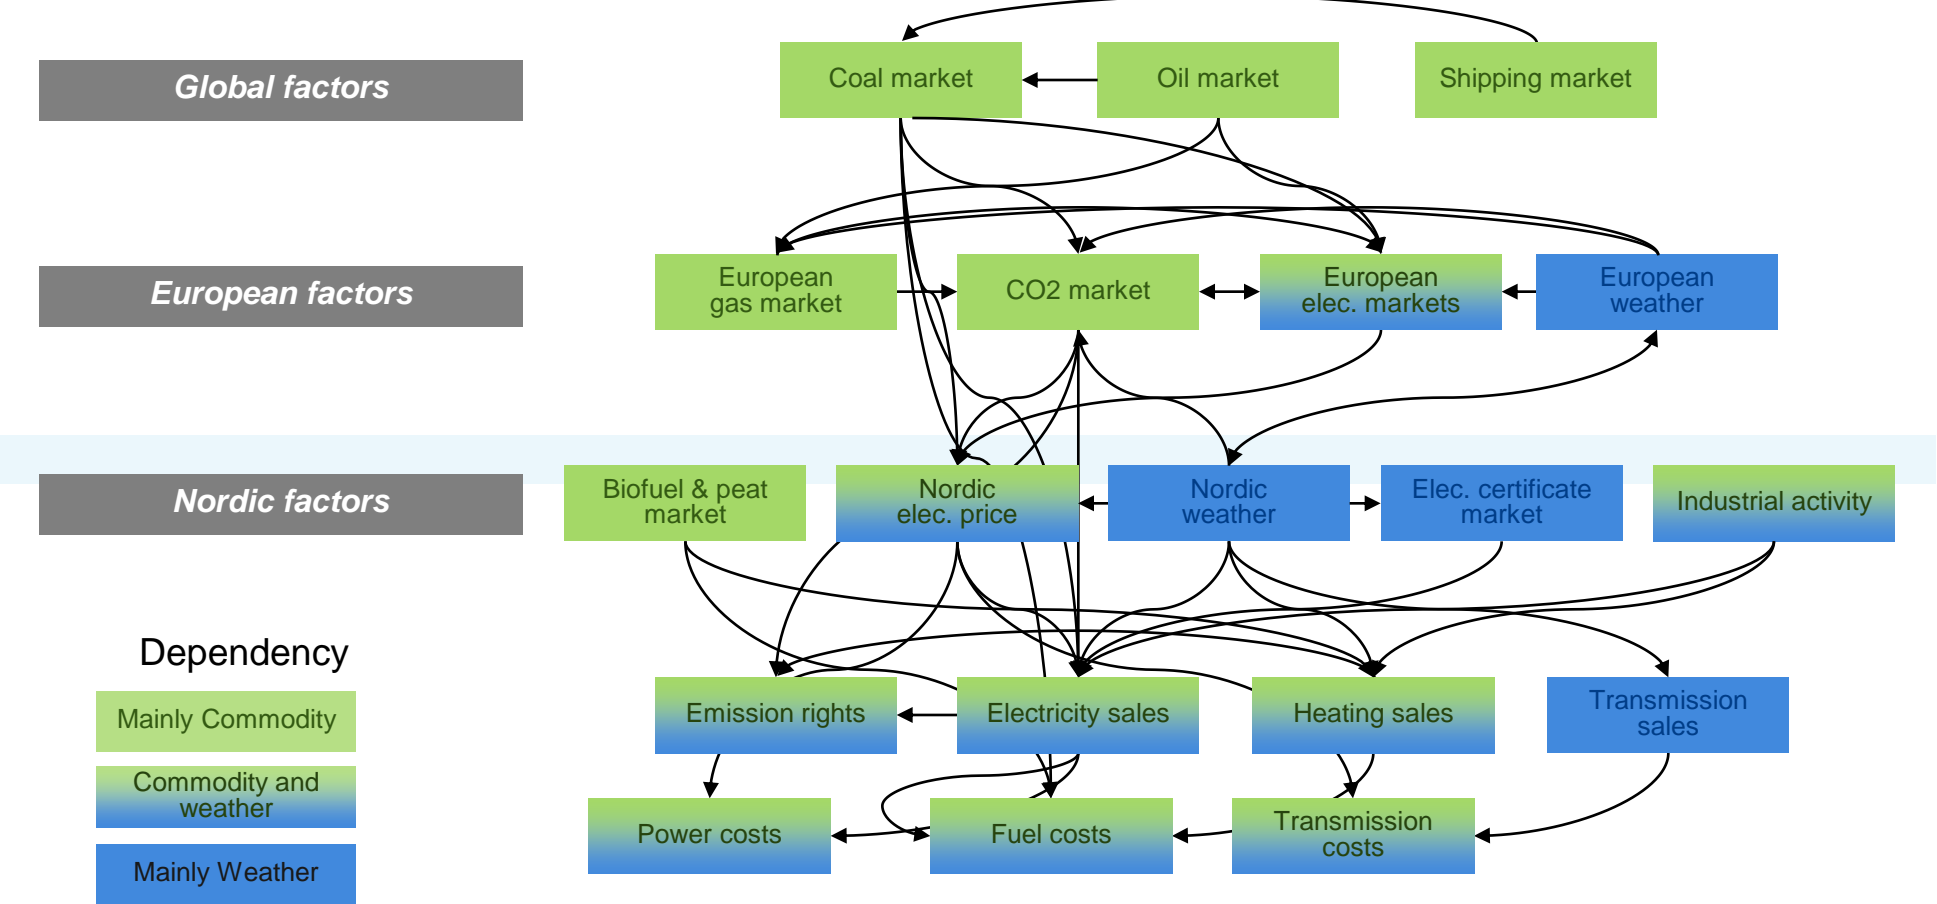 Global factors
Coal market
Oil market
Shipping market
European factors
European
gas market
CO2 market
European
elec. markets
European
weather
Nordic factors
Biofuel & peat
market
Nordic
elec. price
Nordic
weather
Elec. certificate
market
Industrial activity
Dependency
Mainly Commodity
Commodity and
weather
Mainly Weather
Emission rights
Electricity sales
Heating sales
Transmission
sales
Power costs
Fuel costs
Transmission
costs